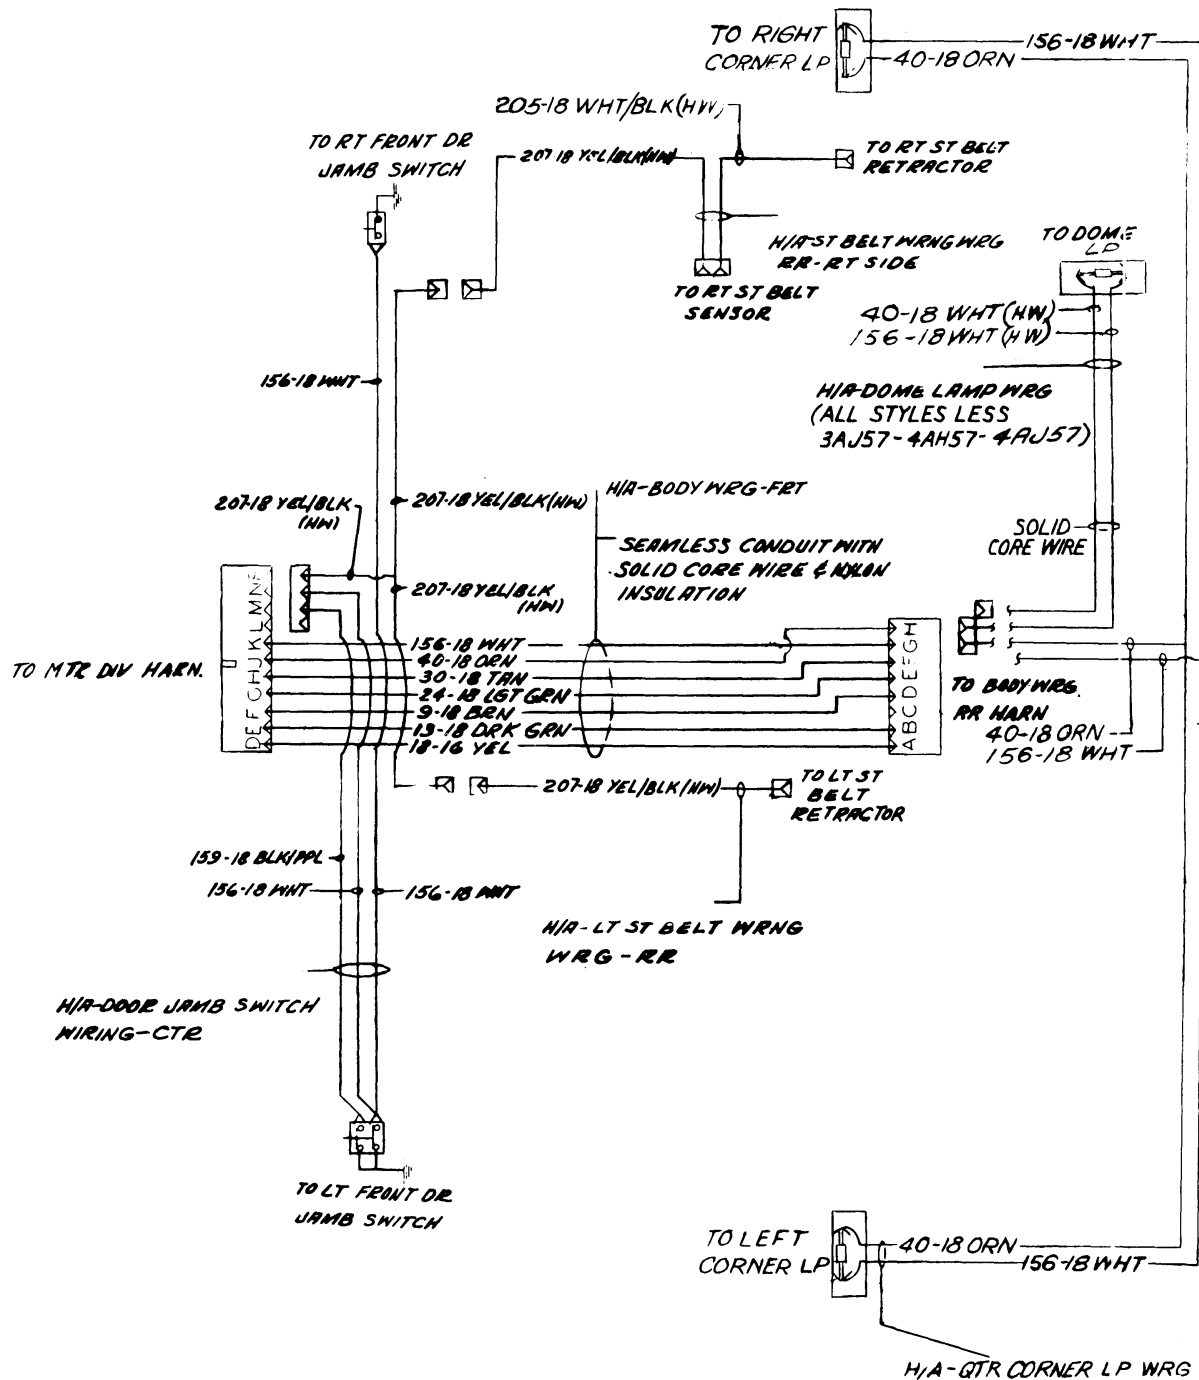 TO RIGHT
CORNER LP
156-18 WHT
40-18 ORN
205-18 WHT/BLK (HW)
TO RT FRONT DR
JAMB SWITCH
207-18 YEL/BLK (HW)
TO RT ST BELT
RETRACTOR
H/A-ST BELT WRNG WRG
RR-RT SIDE
TO DOME
LP
TO RT ST BELT
SENSOR
40-18 WHT (HW)
156-18 WHT (HW)
156-18 WHT
H/A-DOME LAMP WRG
(ALL STYLES LESS
3AJ57-4AH57-4AJ57)
207-18 YEL/BLK
(HW)
207-18 YEL/BLK (HW)
H/A-BODY WRG-FRT
SEAMLESS CONDUIT WITH
SOLID CORE WIRE & NYLON
INSULATION
SOLID
CORE WIRE
207-18 YEL/BLK
(HW)
TO MTR DIV HARN.
D E F G H J K L M N P
156-18 WHT
40-18 ORN
30-18 TAN
24-18 LGT GRN
9-18 BRN
19-18 DRK GRN
18-16 YEL
A B C D E F G H
TO BODY WRG.
RR HARN
40-18 ORN
156-18 WHT
207-18 YEL/BLK (HW)
TO LT ST
BELT
RETRACTOR
159-18 BLK/PPL
156-18 WHT
156-18 WHT
H/A-LT ST BELT WRNG
WRG-RR
H/A-DOOR JAMB SWITCH
WIRING-CTR
TO LT FRONT DR
JAMB SWITCH
TO LEFT
CORNER LP
40-18 ORN
156-18 WHT
H/A-QTR CORNER LP WRG